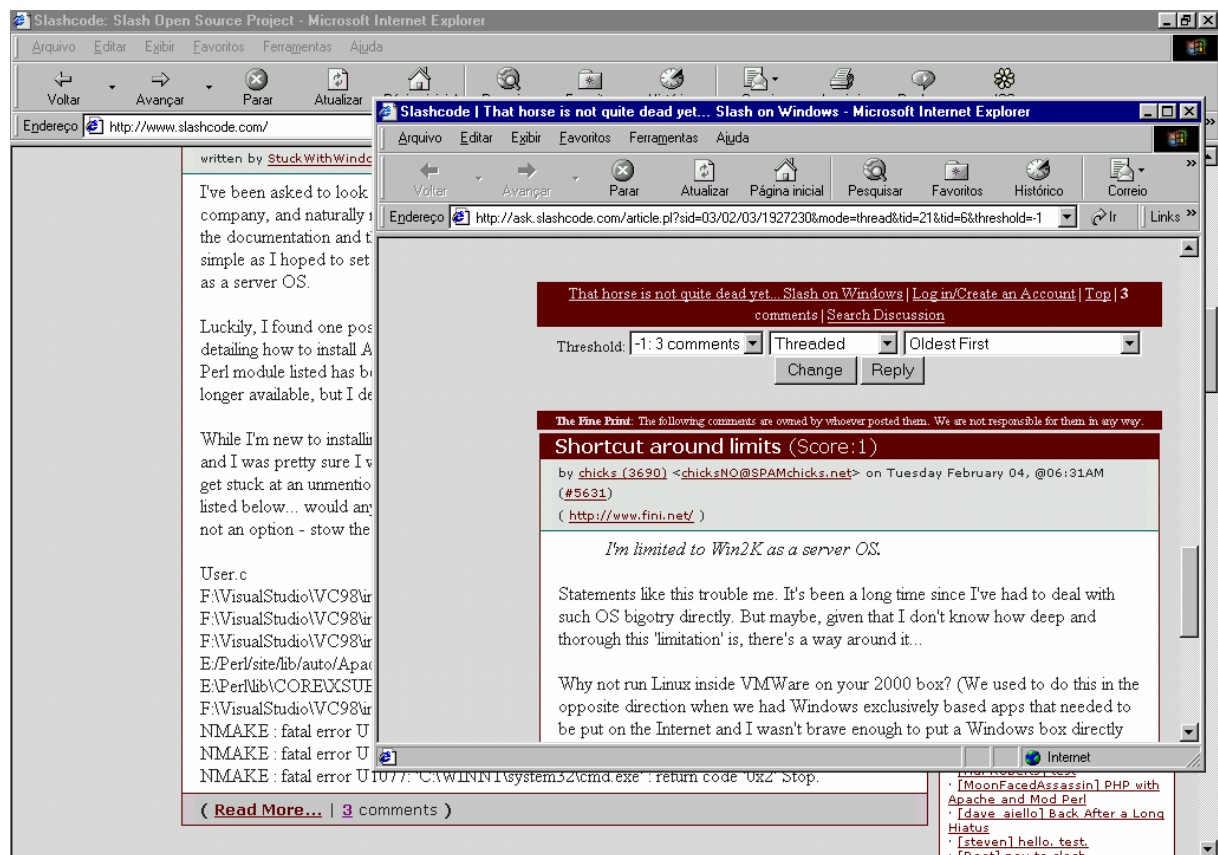 Slashcode: Slash Open Source Project - Microsoft Internet Explorer
Arquivo Editar Exibir Favoritos Ferramentas Ajuda
Voltar Avançar Parar Atualizar
Endereço http://www.slashcode.com/
written by StuckWithWindo
I've been asked to look
company, and naturally
the documentation and t
simple as I hoped to set
as a server OS.
Luckily, I found one pos
detailing how to install A
Perl module listed has b
longer available, but I de
While I'm new to installi
and I was pretty sure I
get stuck at an unmentio
listed below... would an
not an option - stow the
User.c
F:\VisualStudio\VC98\in
F:\VisualStudio\VC98\in
F:\VisualStudio\VC98\in
E:/Perl/site/lib/auto/Apac
E:\Perl\lib\CORE\XSUB
F:\VisualStudio\VC98\in
NMAKE : fatal error U
NMAKE : fatal error U
NMAKE : fatal error U1077: 'C:\WINNT\system32\cmd.exe' : return code '0x2' Stop.
( Read More... | 3 comments )
Slashcode | That horse is not quite dead yet... Slash on Windows - Microsoft Internet Explorer
Arquivo Editar Exibir Favoritos Ferramentas Ajuda
Voltar Avançar Parar Atualizar Página inicial Pesquisar Favoritos Histórico Correio »
Endereço http://ask.slashcode.com/article.pl?sid=03/02/03/1927230&mode=thread&tid=21&tid=6&threshold=-1 Ir Links »
That horse is not quite dead yet... Slash on Windows | Log in/Create an Account | Top | 3
comments | Search Discussion
Threshold: -1: 3 comments Threaded Oldest First
Change Reply
The Fine Print: The following comments are owned by whoever posted them. We are not responsible for them in any way.
Shortcut around limits (Score:1)
by chicks (3690) <chicksNO@SPAMchicks.net> on Tuesday February 04, @06:31AM
(#5631)
( http://www.fini.net/ )
I'm limited to Win2K as a server OS.
Statements like this trouble me. It's been a long time since I've had to deal with
such OS bigotry directly. But maybe, given that I don't know how deep and
thorough this 'limitation' is, there's a way around it...
Why not run Linux inside VMWare on your 2000 box? (We used to do this in the
opposite direction when we had Windows exclusively based apps that needed to
be put on the Internet and I wasn't brave enough to put a Windows box directly
Internet
· [MoonFacedAssassin] PHP with
Apache and Mod Perl
· [dave_aiello] Back After a Long
Hiatus
· [steven] hello. test.